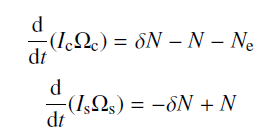 d/dt (I_cΩ_c) = δN − N − N_e
d/dt (I_sΩ_s) = −δN + N